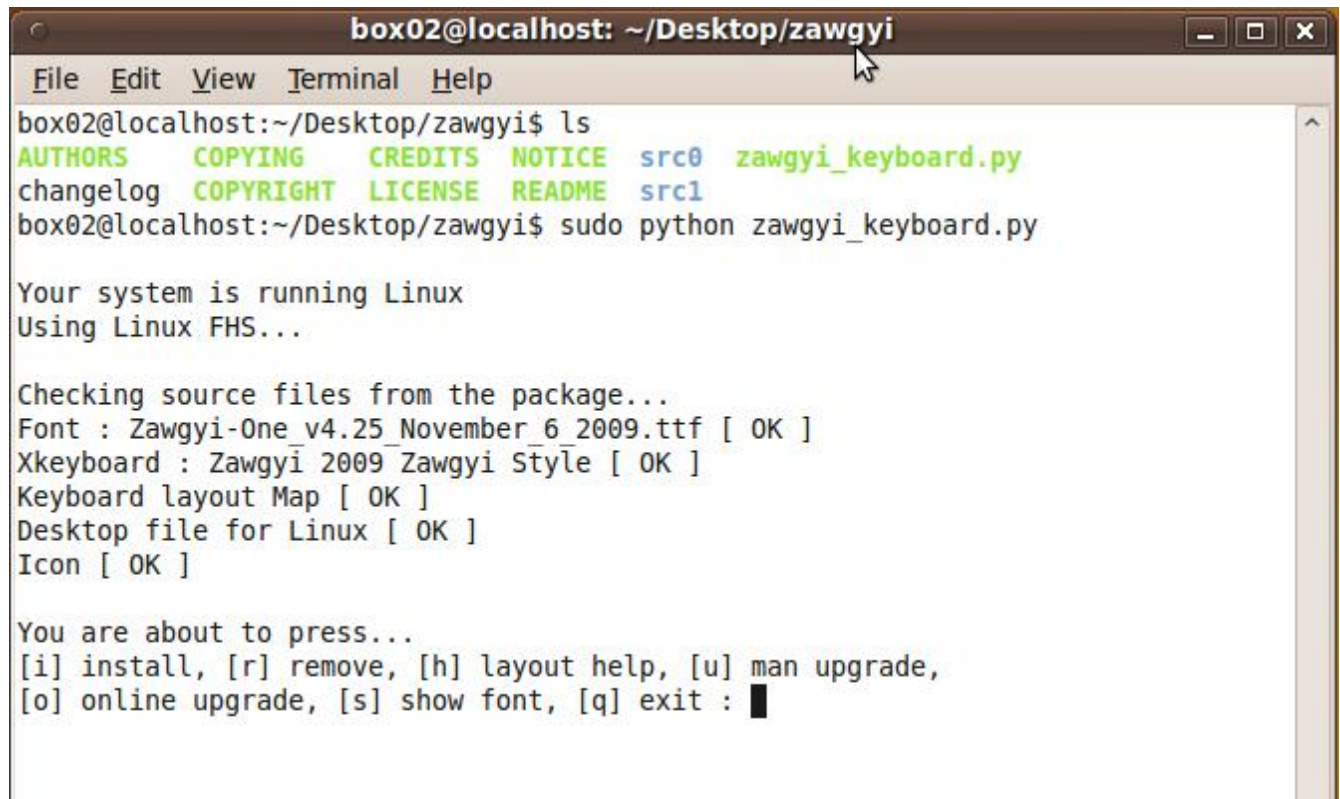 box02@localhost: ~/Desktop/zawgyi
File Edit View Terminal Help
box02@localhost:~/Desktop/zawgyi$ ls
AUTHORS COPYING CREDITS NOTICE src0 zawgyi_keyboard.py
changelog COPYRIGHT LICENSE README src1
box02@localhost:~/Desktop/zawgyi$ sudo python zawgyi_keyboard.py
Your system is running Linux
Using Linux FHS...
Checking source files from the package...
Font : Zawgyi-One_v4.25_November_6_2009.ttf [ OK ]
Xkeyboard : Zawgyi 2009 Zawgyi Style [ OK ]
Keyboard layout Map [ OK ]
Desktop file for Linux [ OK ]
Icon [ OK ]
You are about to press...
[i] install, [r] remove, [h] layout help, [u] man upgrade,
[o] online upgrade, [s] show font, [q] exit :